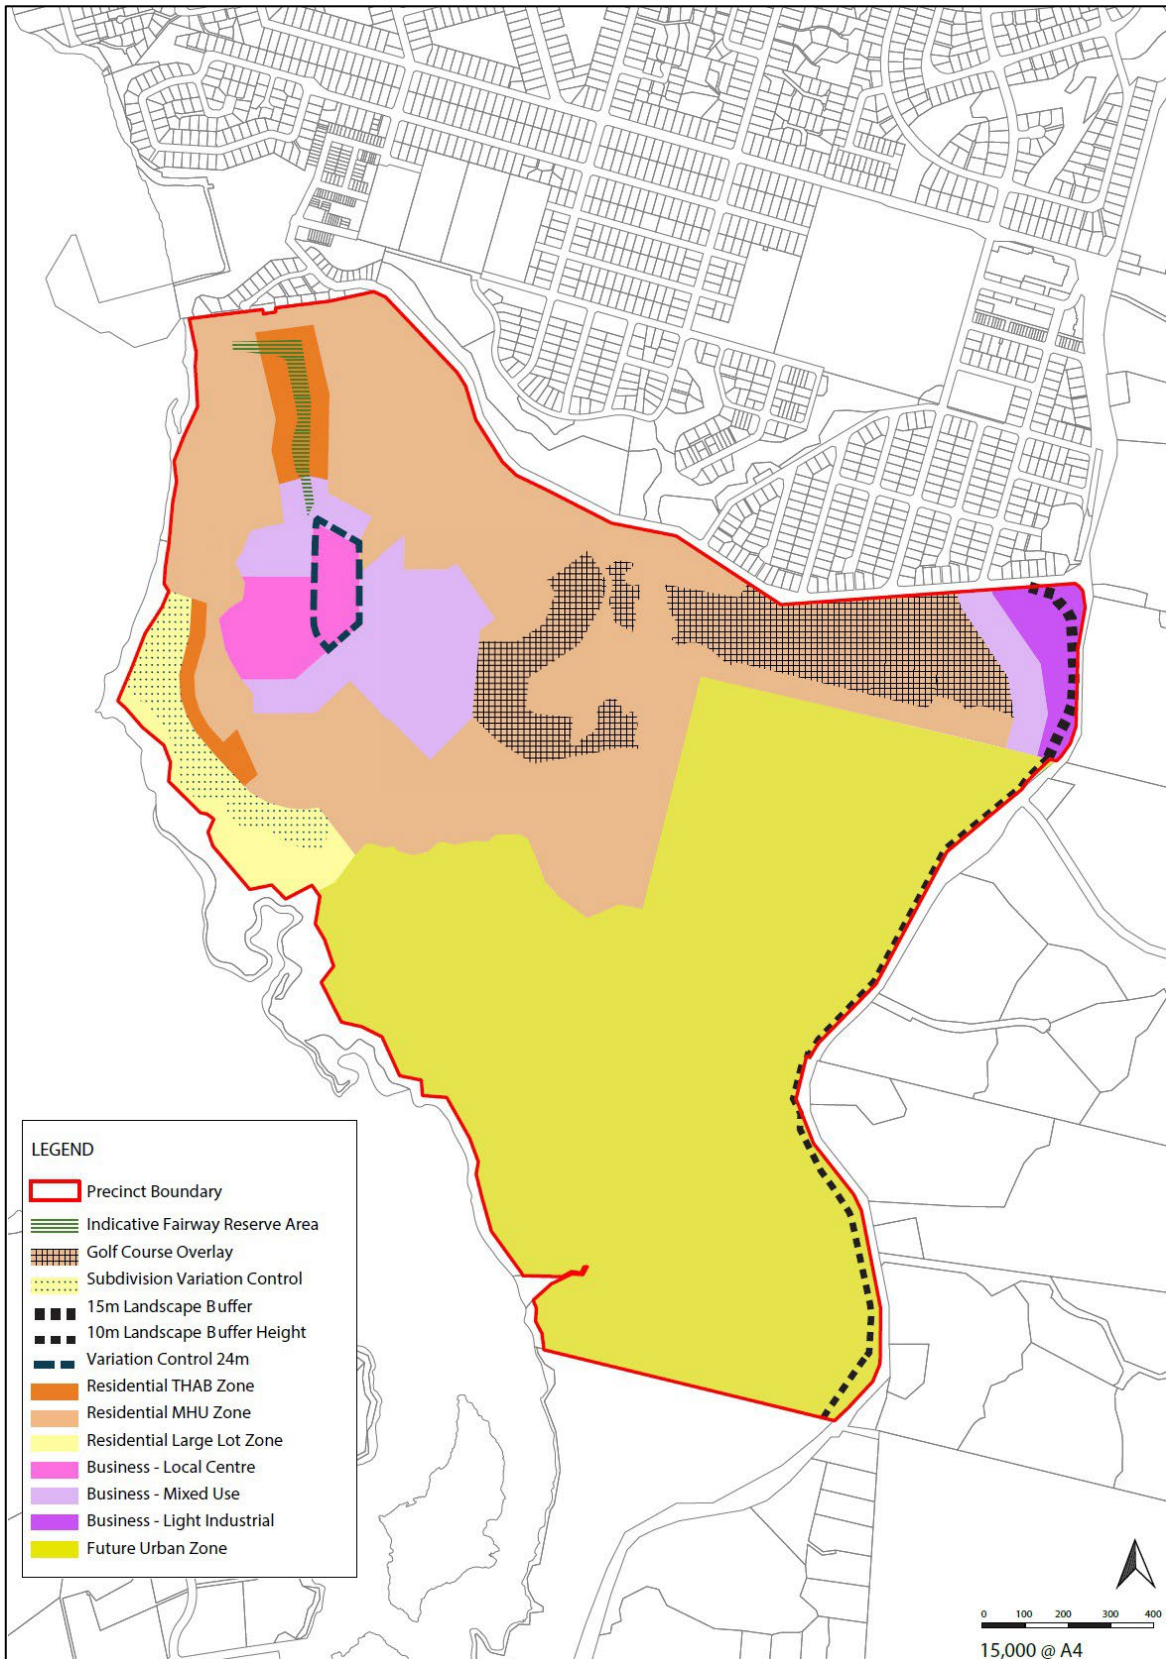 LEGEND
Precinct Boundary
Indicative Fairway Reserve Area
Golf Course Overlay
Subdivision Variation Control
15m Landscape Buffer
10m Landscape Buffer Height
Variation Control 24m
Residential THAB Zone
Residential MHU Zone
Residential Large Lot Zone
Business - Local Centre
Business - Mixed Use
Business - Light Industrial
Future Urban Zone
0 100 200 300 400
15,000 @ A4